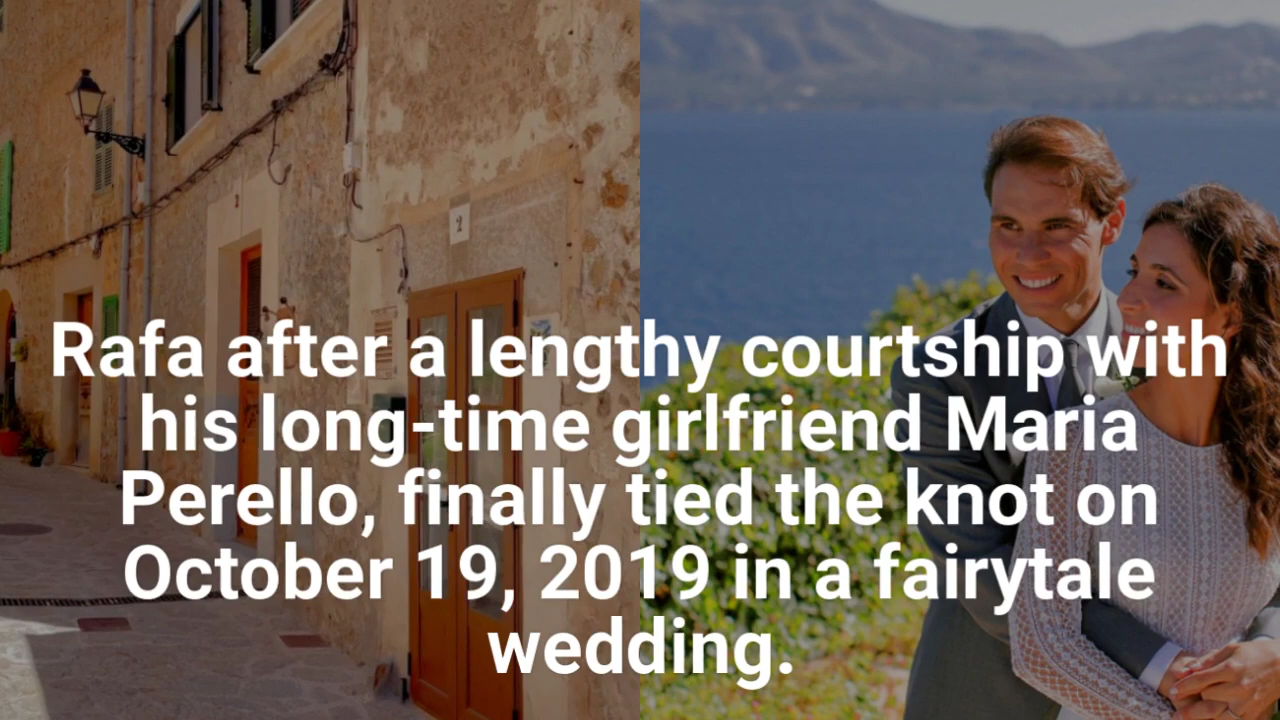 2
Rafa after a lengthy courtship with
his long-time girlfriend Maria
Perello, finally tied the knot on
October 19, 2019 in a fairytale
wedding.